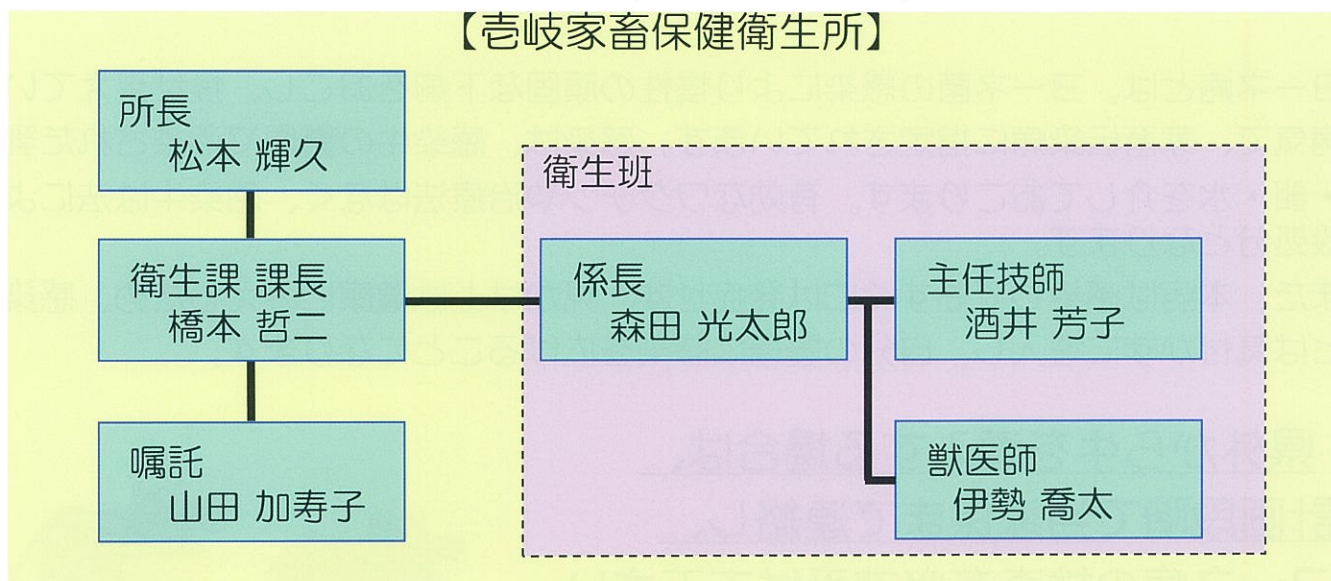 【壱岐家畜保健衛生所】
所長
松本 輝久
衛生課 課長
橋本 哲二
嘱託
山田 加寿子
衛生班
係長
森田 光太郎
主任技師
酒井 芳子
獣医師
伊勢 喬太